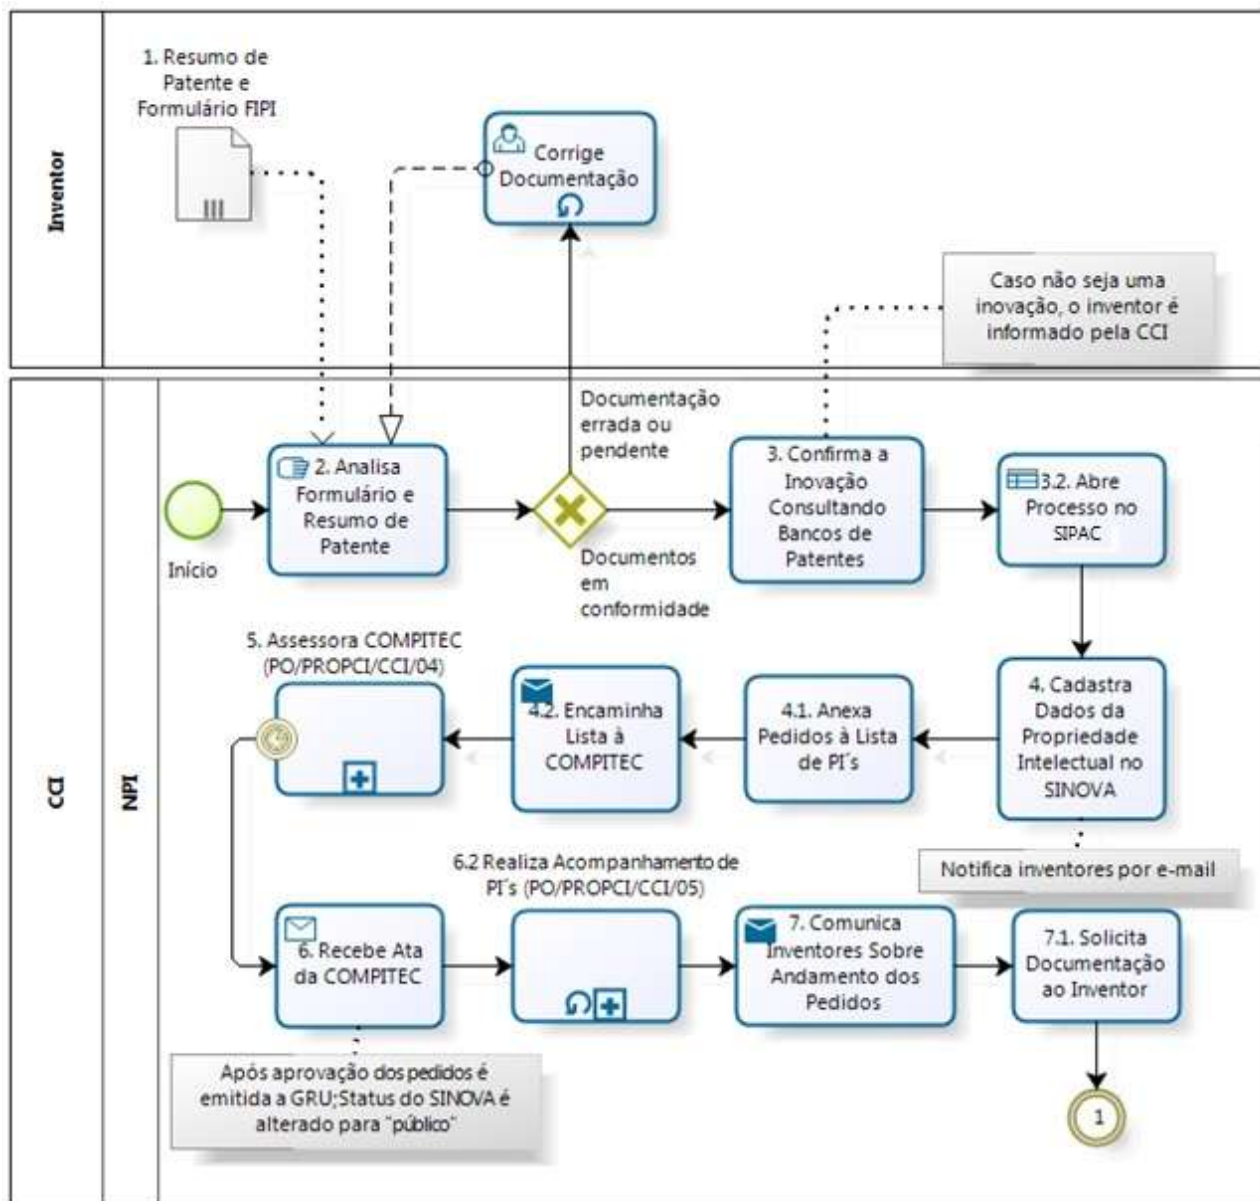 Inventor
1. Resumo de
Patente e
Formulário FIPI
Corrige
Documentação
Caso não seja uma
inovação, o inventor é
informado pela CCI
CCI
NPI
Início
2. Analisa
Formulário e
Resumo de
Patente
Documentação
errada ou
pendente
Documentos
em
conformidade
3. Confirma a
Inovação
Consultando
Bancos de
Patentes
3.2. Abre
Processo no
SIPAC
4. Cadastra
Dados da
Propriedade
Intelectual no
SINOVA
Notifica inventores por e-mail
4.1. Anexa
Pedidos à Lista
de PI´s
4.2. Encaminha
Lista à
COMPITEC
5. Assessora COMPITEC
(PO/PROPCI/CCI/04)
6. Recebe Ata
da COMPITEC
Após aprovação dos pedidos é
emitida a GRU;Status do SINOVA é
alterado para "público"
6.2 Realiza Acompanhamento de
PI´s (PO/PROPCI/CCI/05)
7. Comunica
Inventores Sobre
Andamento dos
Pedidos
7.1. Solicita
Documentação
ao Inventor
1